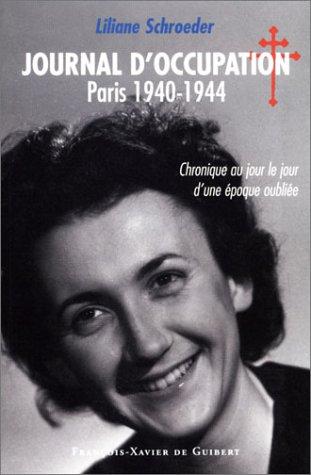 Liliane Schroeder
JOURNAL D'OCCUPATION
Paris 1940-1944
Chronique au jour le jour
d'une époque oubliée
FRANÇOIS-XAVIER DE GUIBERT